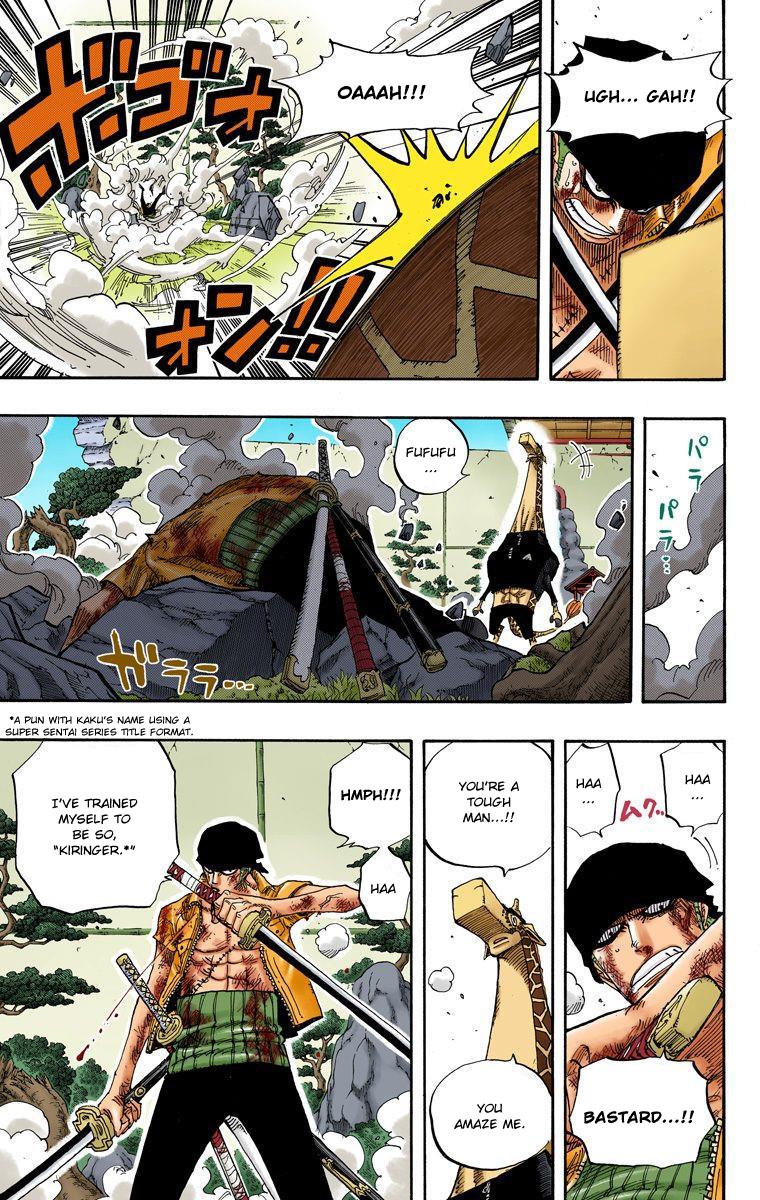 UGH... GAH!!
OAAAH!!!
ボゴォ
ォン!!
パラ
パラ...
FUFUFU
...
ガララ...
*A PUN WITH KAKU'S NAME USING A
SUPER SENTAI SERIES TITLE FORMAT.
HAA
...
ムク..
HAA
...
BASTARD...!!
YOU'RE A
TOUGH
MAN...!!
YOU
AMAZE ME.
HMPH!!!
HAA
I'VE TRAINED
MYSELF TO
BE SO,
"KIRINGER.*"